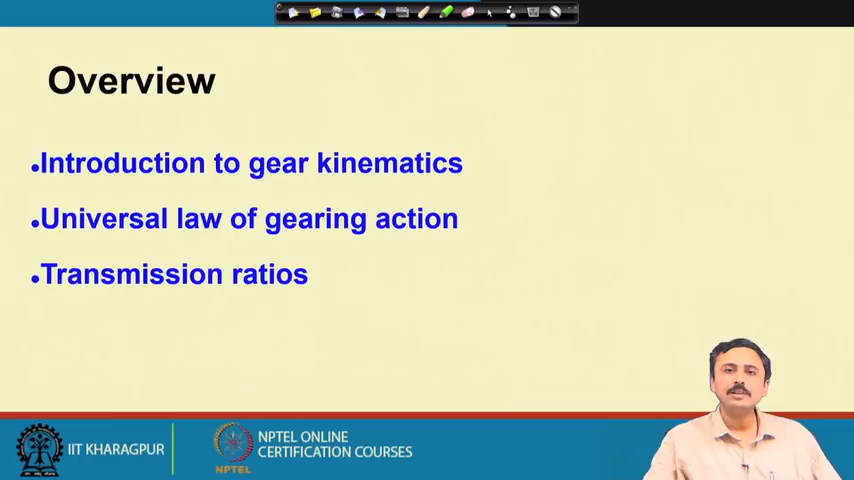 Overview
Introduction to gear kinematics
Universal law of gearing action
Transmission ratios
IIT KHARAGPUR
NPTEL ONLINE
CERTIFICATION COURSES
NPTEL